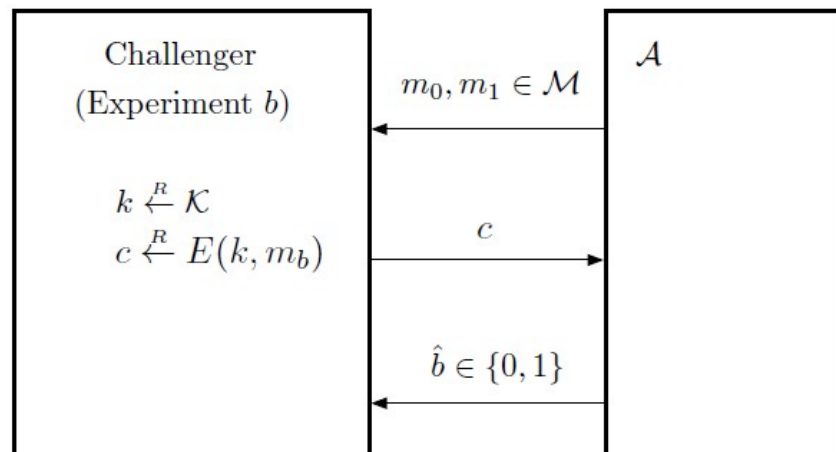 Challenger
(Experiment b)
k ←ᴿ 𝒦
c ←ᴿ E(k, m_b)
m₀, m₁ ∈ ℳ
c
b̂ ∈ {0, 1}
𝒜